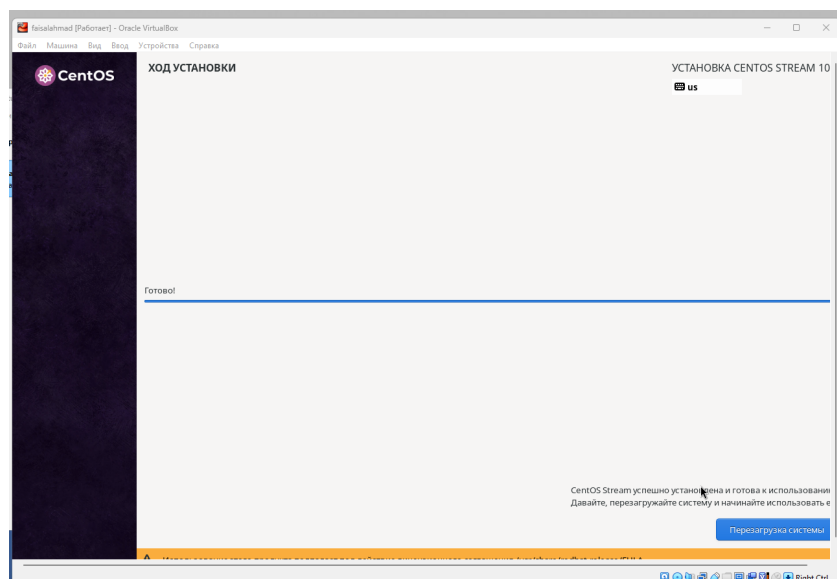 faisalahmad [Работает] - Oracle VirtualBox
Файл Машина Вид Ввод Устройства Справка
CentOS
ХОД УСТАНОВКИ
УСТАНОВКА CENTOS STREAM 10
us
Готово!
CentOS Stream успешно установлена и готова к использовани
Давайте, перезагружайте систему и начинайте использовать е
Перезагрузка системы
Right Ctrl